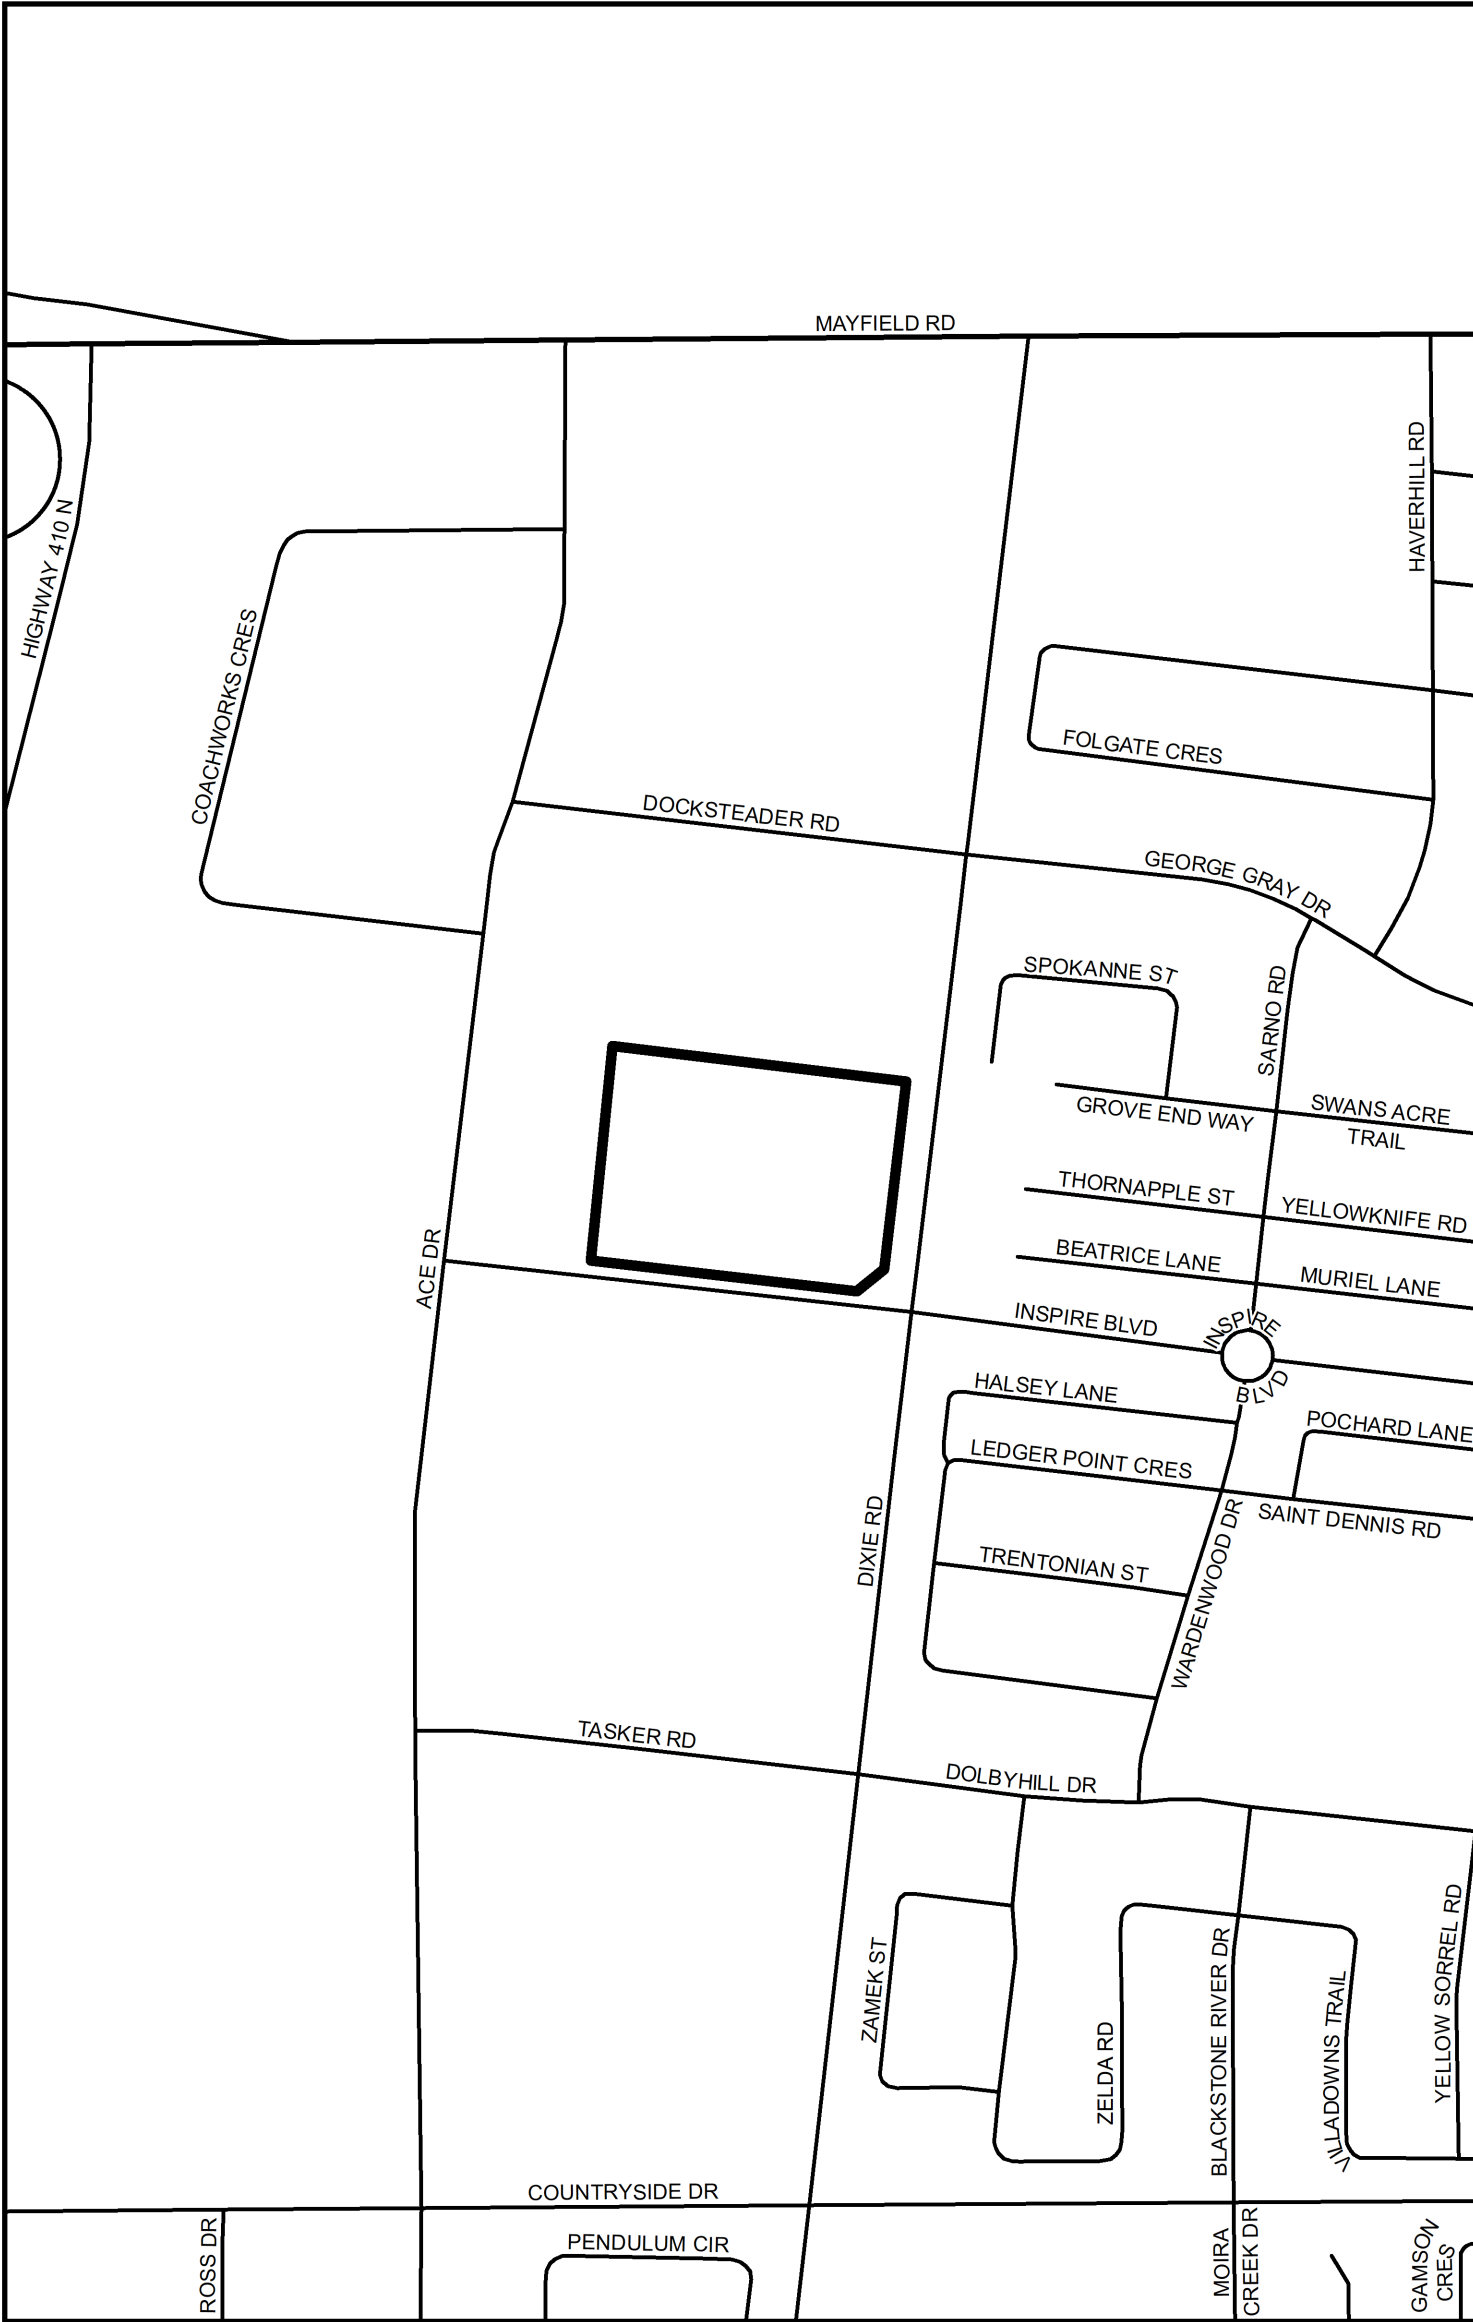 MAYFIELD RD
HIGHWAY 410 N
HAVERHILL RD
COACHWORKS CRES
FOLGATE CRES
DOCKSTEADER RD
GEORGE GRAY DR
SPOKANNE ST
SARNO RD
GROVE END WAY
SWANS ACRE
TRAIL
THORNAPPLE ST
YELLOWKNIFE RD
ACE DR
BEATRICE LANE
MURIEL LANE
INSPIRE BLVD
INSPIRE
BLVD
HALSEY LANE
POCHARD LANE
LEDGER POINT CRES
SAINT DENNIS RD
DIXIE RD
TRENTONIAN ST
WARDENWOOD DR
TASKER RD
DOLBYHILL DR
ZAMEK ST
ZELDA RD
BLACKSTONE RIVER DR
VILLADOWNS TRAIL
YELLOW SORREL RD
COUNTRYSIDE DR
ROSS DR
PENDULUM CIR
MOIRA
CREEK DR
GAMSON
CRES